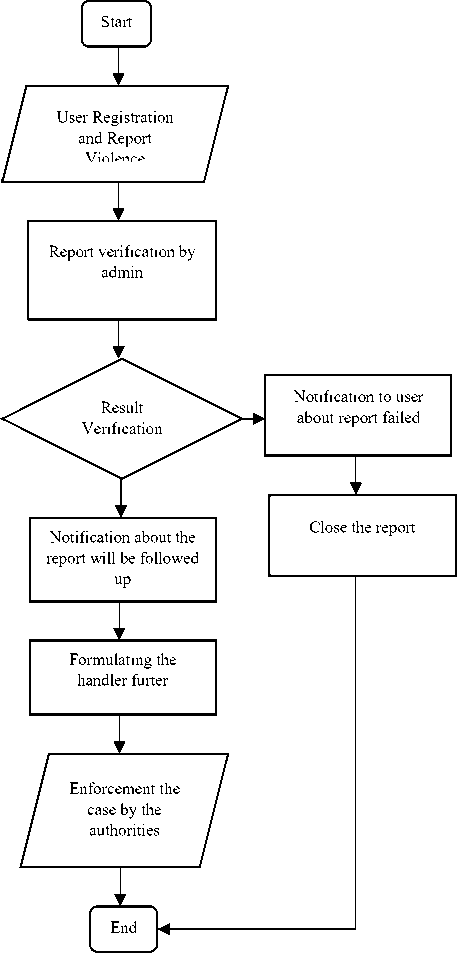 Start
User Registration
and Report
Violence
Report verification by
admin
Result
Verification
Notification to user
about report failed
Close the report
Notification about the
report will be followed
up
Formulating the
handler furter
Enforcement the
case by the
authorities
End